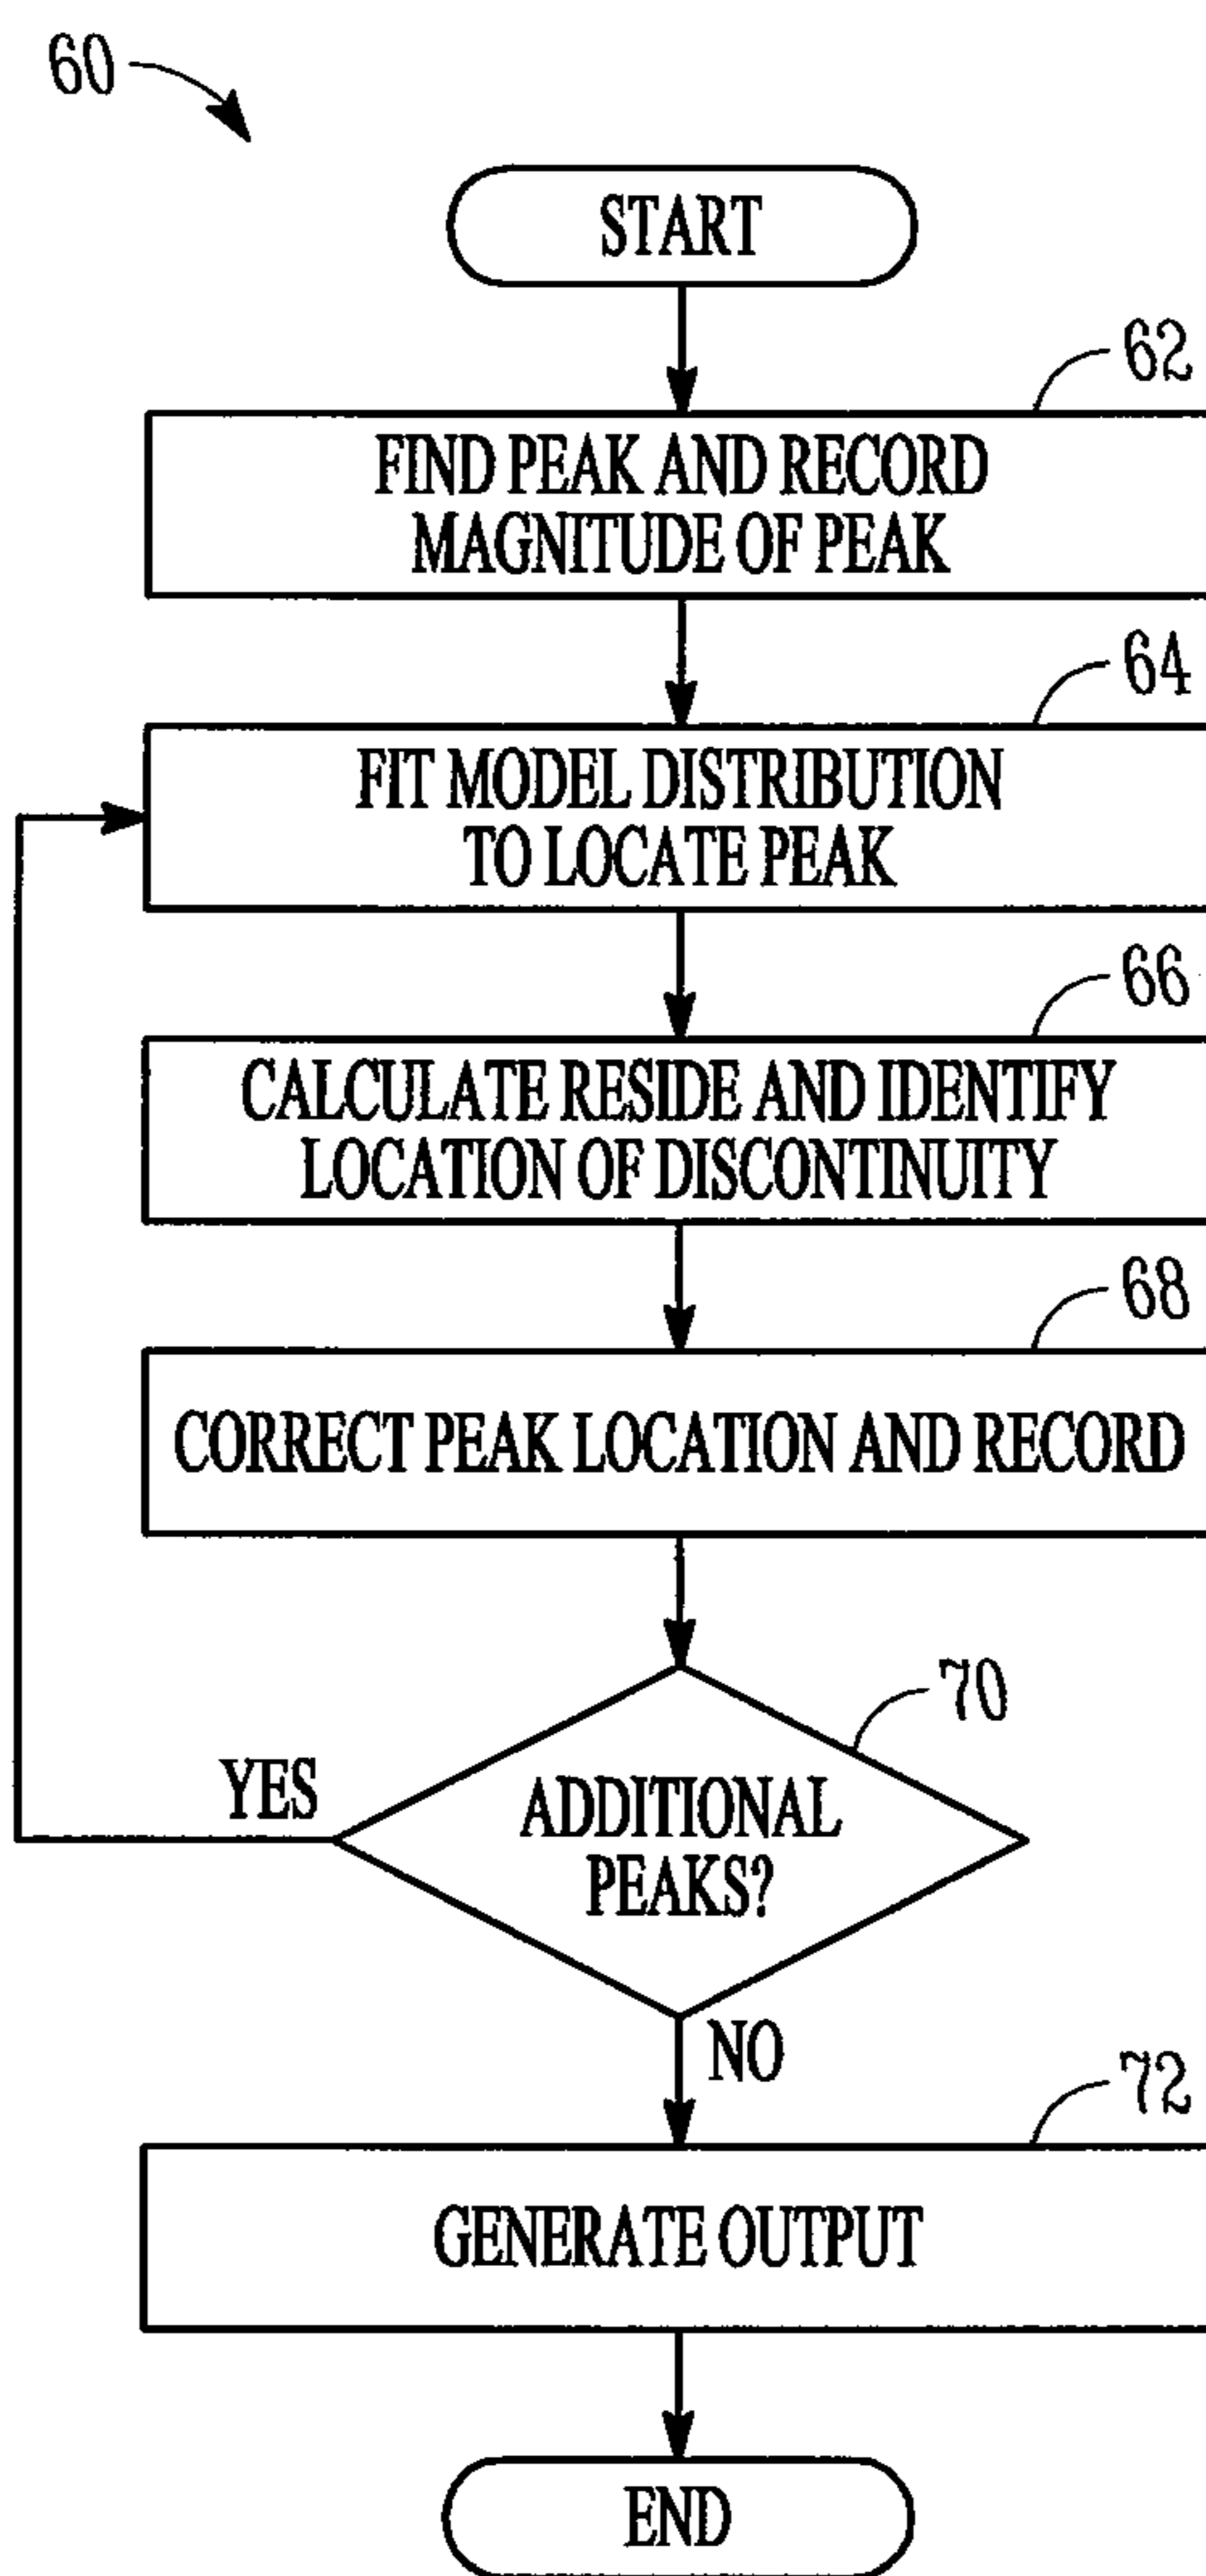 60
START
62
FIND PEAK AND RECORD
MAGNITUDE OF PEAK
64
FIT MODEL DISTRIBUTION
TO LOCATE PEAK
66
CALCULATE RESIDE AND IDENTIFY
LOCATION OF DISCONTINUITY
68
CORRECT PEAK LOCATION AND RECORD
70
YES
ADDITIONAL
PEAKS?
NO
72
GENERATE OUTPUT
END